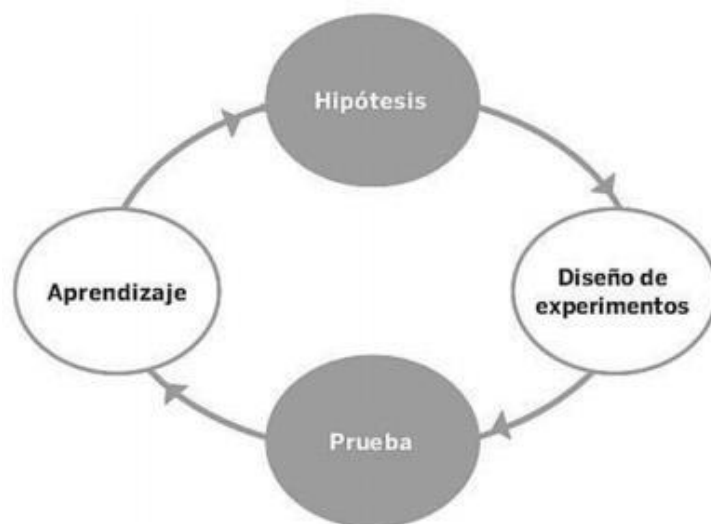 Hipótesis
Aprendizaje
Diseño de
experimentos
Prueba